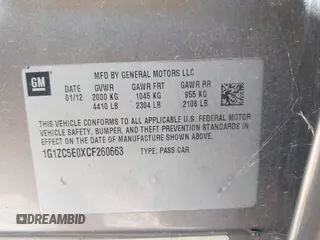 GM
MFD BY GENERAL MOTORS LLC
01/12 GVWR GAWR FRT GAWR RR
2000 KG 1045 KG 955 KG
4410 LB 2304 LB 2106 LB
THIS VEHICLE CONFORMS TO ALL APPLICABLE U.S. FEDERAL MOTOR
VEHICLE SAFETY, BUMPER, AND THEFT PREVENTION STANDARDS IN
EFFECT ON THE DATE OF MANUFACTURE SHOWN ABOVE.
1G1ZC5E0XCF260663 TYPE: PASS CAR
AUTOBIDCAR